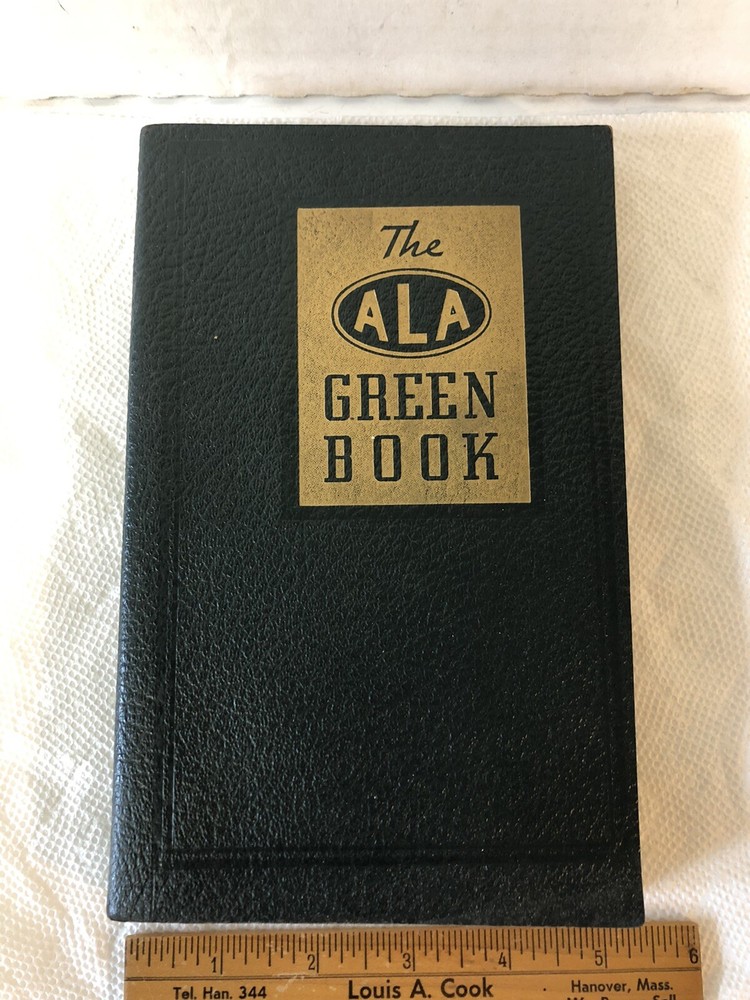 The
ALA
GREEN
BOOK
1 2 3 4 5 6
Tel. Han. 344 Louis A. Cook Hanover, Mass.